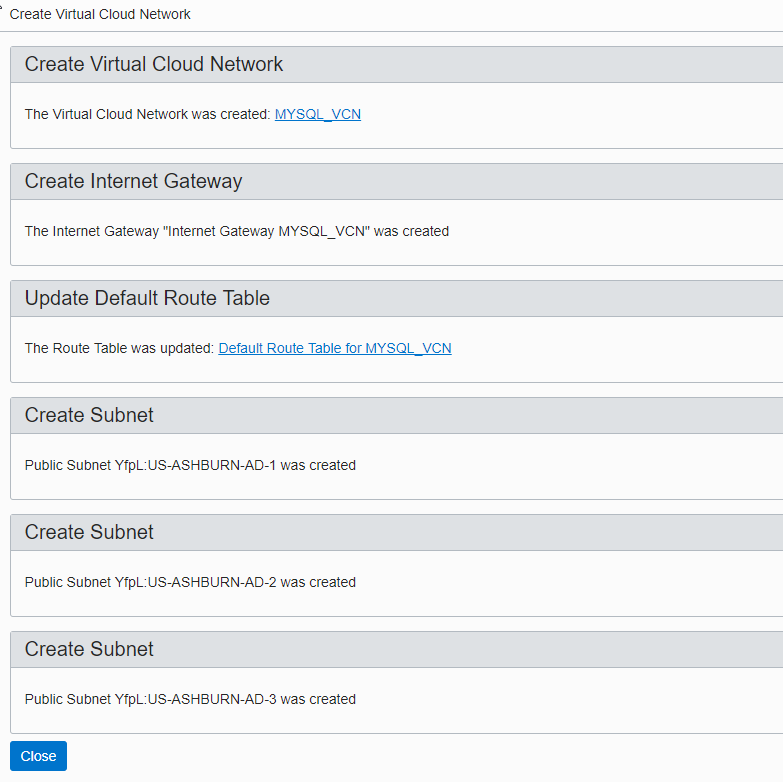 Create Virtual Cloud Network
Create Virtual Cloud Network
The Virtual Cloud Network was created: MYSQL_VCN
Create Internet Gateway
The Internet Gateway "Internet Gateway MYSQL_VCN" was created
Update Default Route Table
The Route Table was updated: Default Route Table for MYSQL_VCN
Create Subnet
Public Subnet YfpL:US-ASHBURN-AD-1 was created
Create Subnet
Public Subnet YfpL:US-ASHBURN-AD-2 was created
Create Subnet
Public Subnet YfpL:US-ASHBURN-AD-3 was created
Close